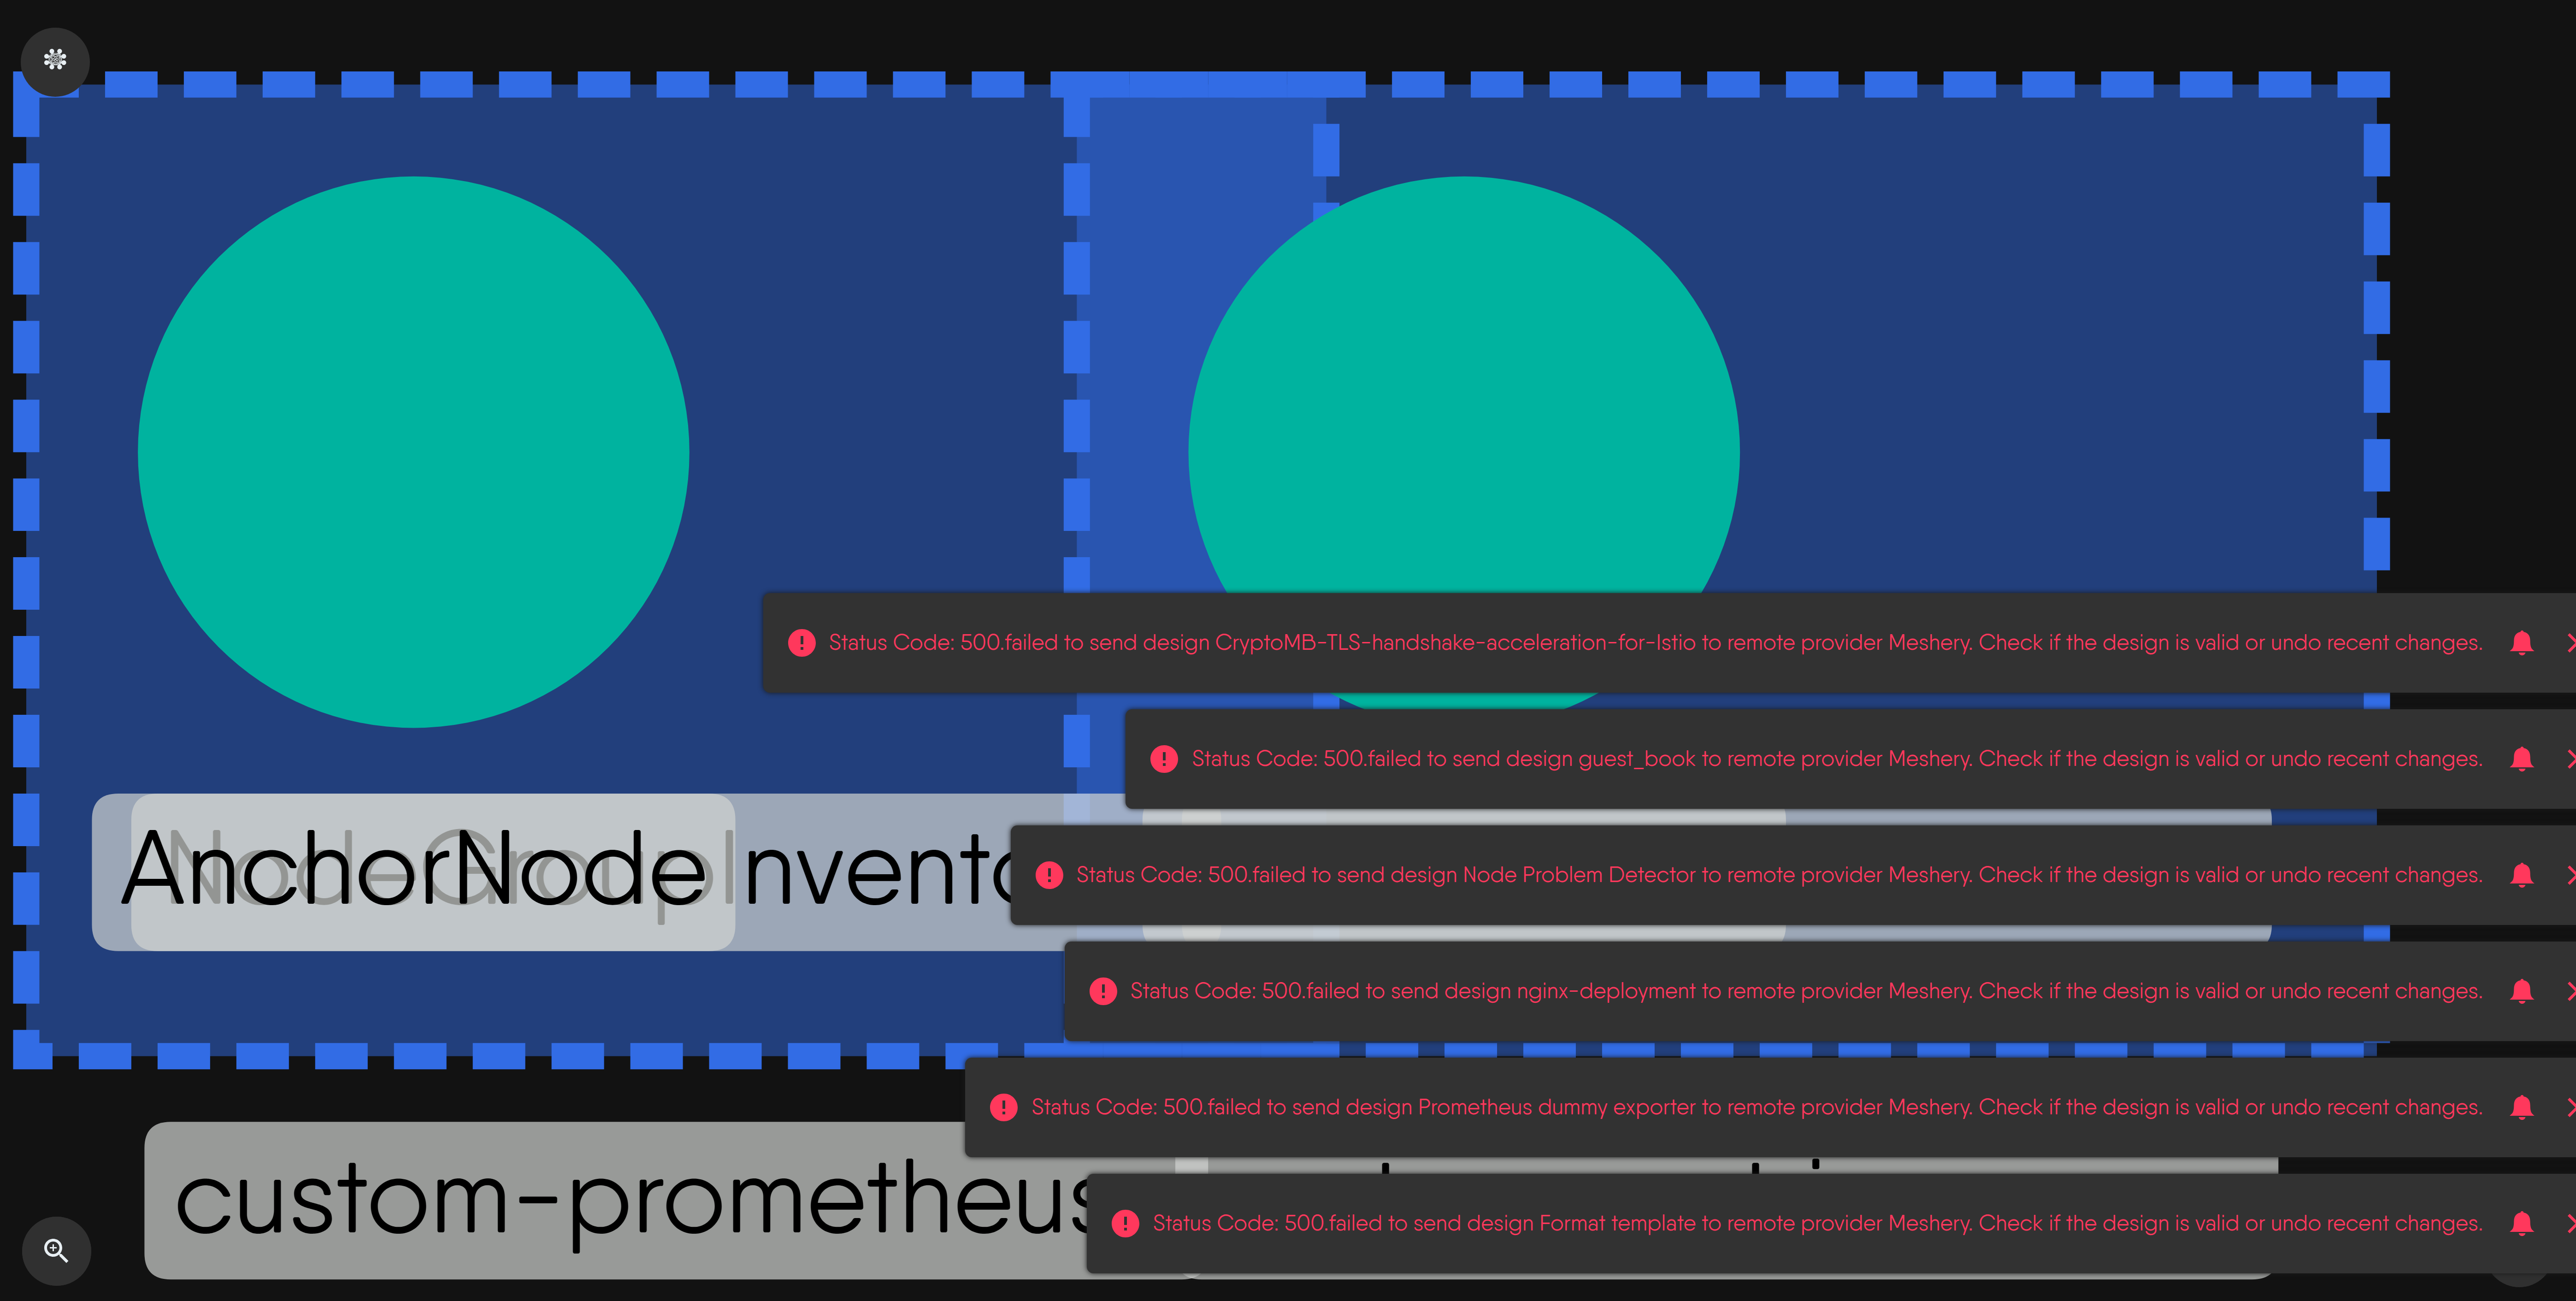 Status Code: 500.failed to send design CryptoMB-TLS-handshake-acceleration-for-Istio to remote provider Meshery. Check if the design is valid or undo recent changes.
Status Code: 500.failed to send design guest_book to remote provider Meshery. Check if the design is valid or undo recent changes.
AnchorNode
NodeGroup
Status Code: 500.failed to send design Node Problem Detector to remote provider Meshery. Check if the design is valid or undo recent changes.
Status Code: 500.failed to send design nginx-deployment to remote provider Meshery. Check if the design is valid or undo recent changes.
Status Code: 500.failed to send design Prometheus dummy exporter to remote provider Meshery. Check if the design is valid or undo recent changes.
custom-prometheus
Status Code: 500.failed to send design Format template to remote provider Meshery. Check if the design is valid or undo recent changes.